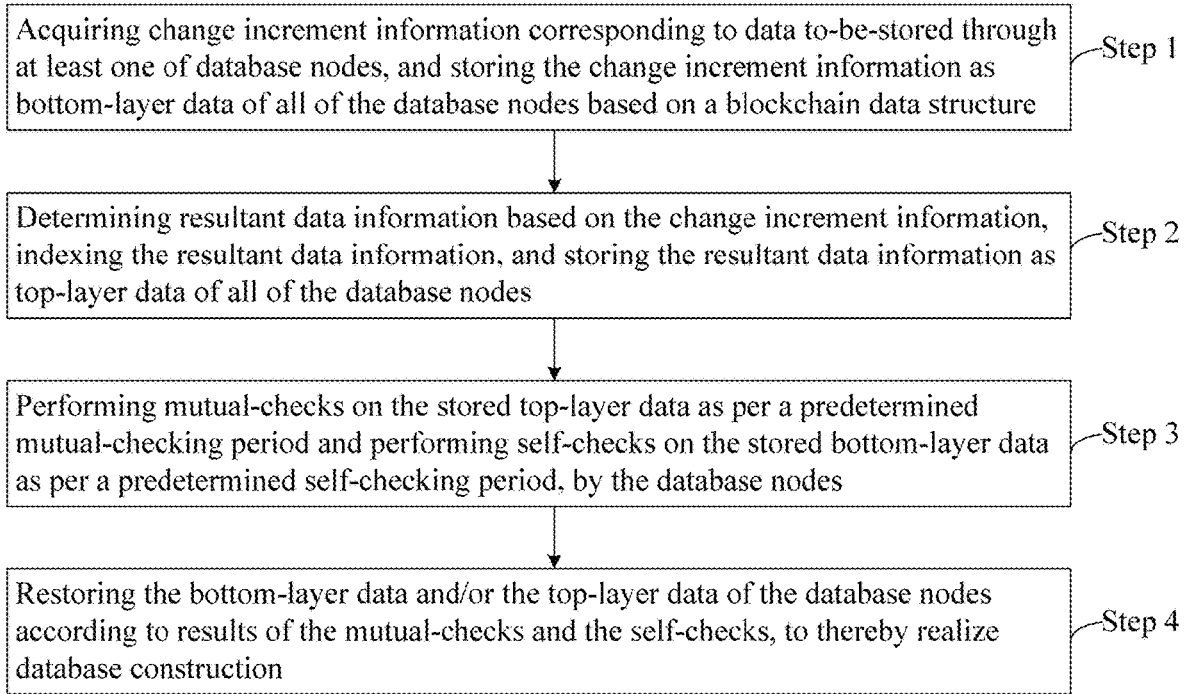 Acquiring change increment information corresponding to data to-be-stored through
at least one of database nodes, and storing the change increment information as
bottom-layer data of all of the database nodes based on a blockchain data structure
Step 1
Determining resultant data information based on the change increment information,
indexing the resultant data information, and storing the resultant data information as
top-layer data of all of the database nodes
Step 2
Performing mutual-checks on the stored top-layer data as per a predetermined
mutual-checking period and performing self-checks on the stored bottom-layer data
as per a predetermined self-checking period, by the database nodes
Step 3
Restoring the bottom-layer data and/or the top-layer data of the database nodes
according to results of the mutual-checks and the self-checks, to thereby realize
database construction
Step 4